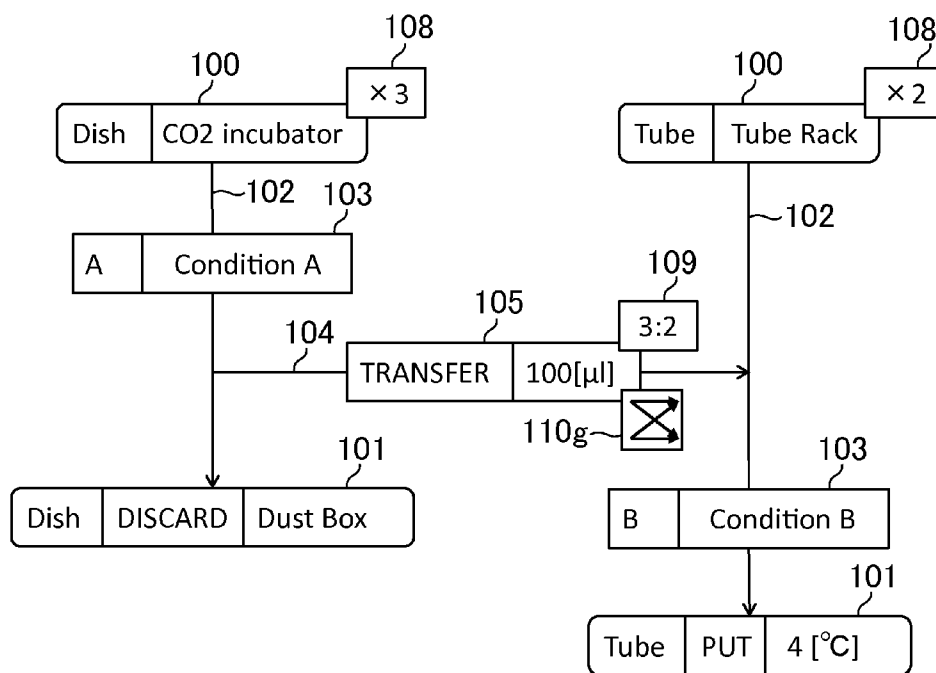 108
108
100
100
× 3
× 2
Dish CO2 incubator
Tube Tube Rack
102
103
102
A Condition A
109
105
3:2
104
TRANSFER 100[µl]
110g
101
103
Dish DISCARD Dust Box
B Condition B
101
Tube PUT 4 [℃]